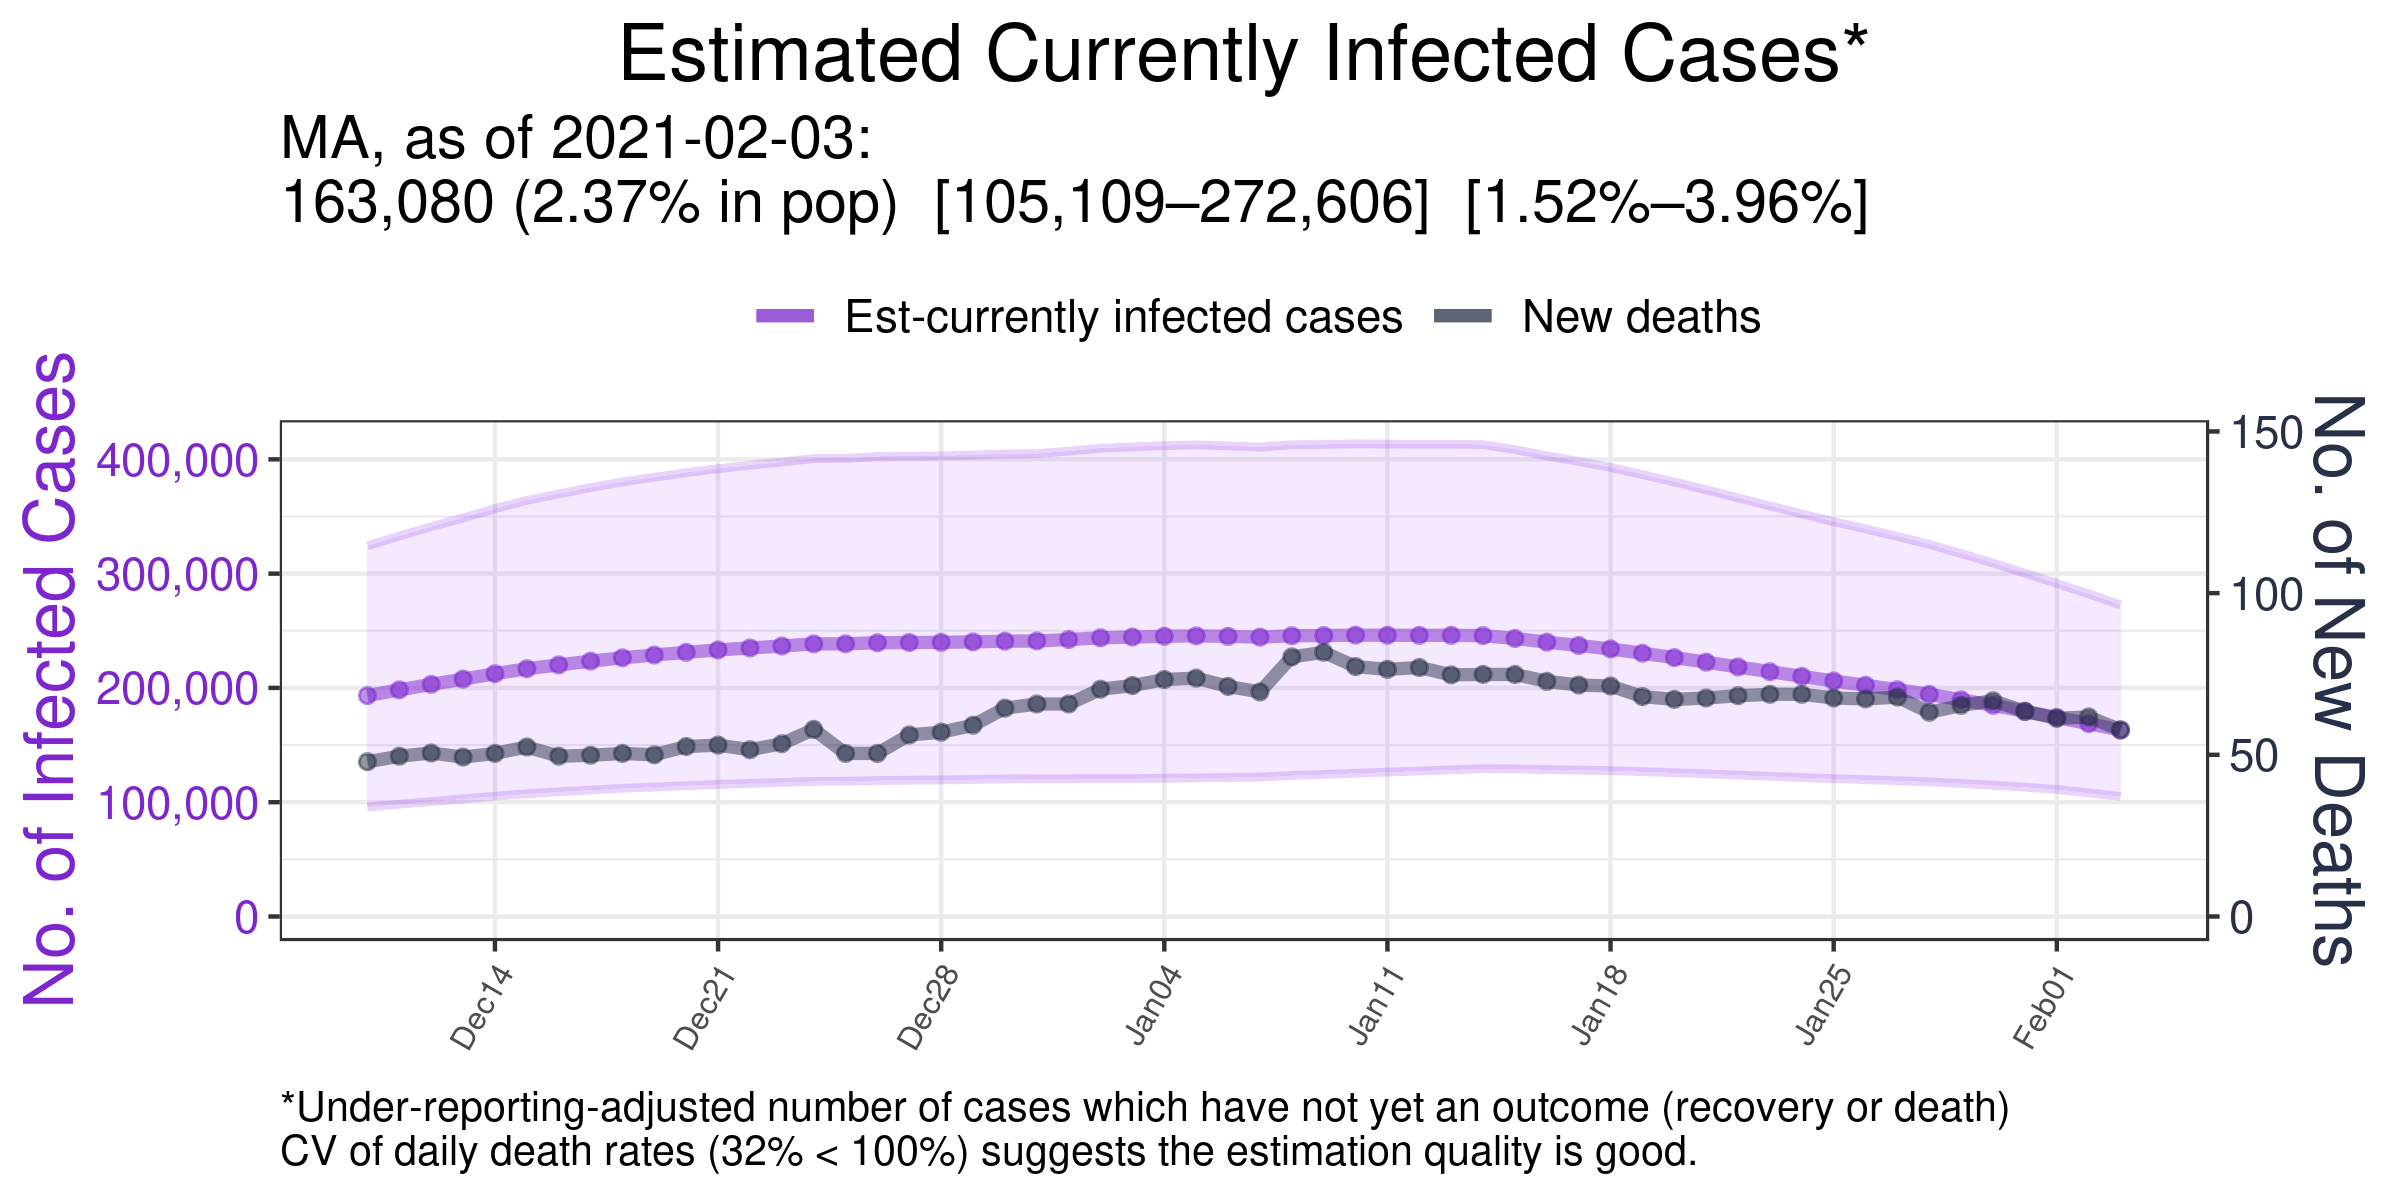 Estimated Currently Infected Cases*
MA, as of 2021-02-03:
163,080 (2.37% in pop)  [105,109–272,606]  [1.52%–3.96%]
Est-currently infected cases
New deaths
No. of Infected Cases
400,000
300,000
200,000
100,000
0
150
100
50
0
No. of New Deaths
Dec14
Dec21
Dec28
Jan04
Jan11
Jan18
Jan25
Feb01
*Under-reporting-adjusted number of cases which have not yet an outcome (recovery or death)
CV of daily death rates (32% < 100%) suggests the estimation quality is good.